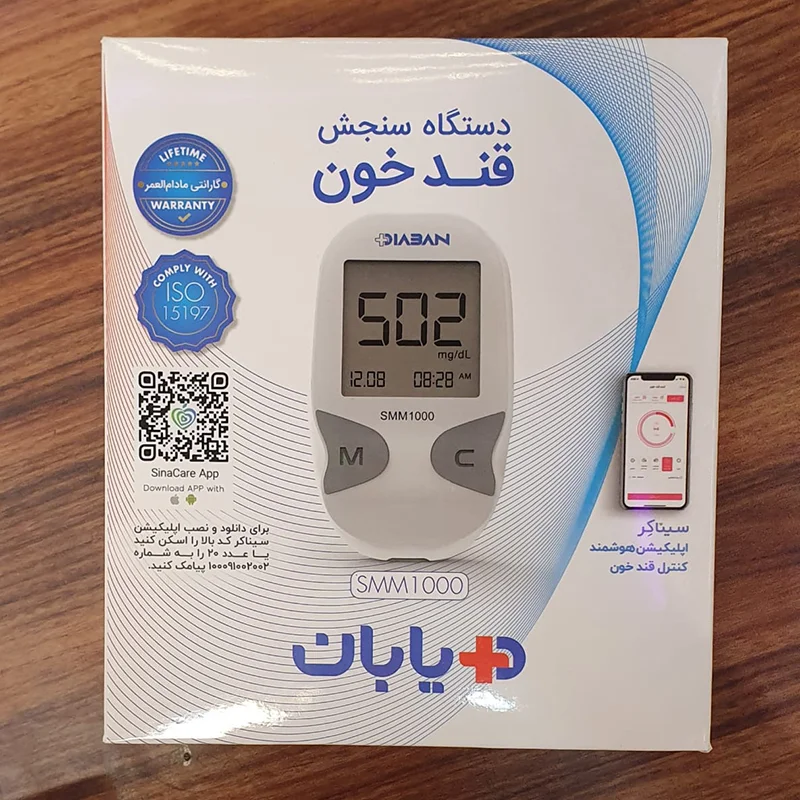 دستگاه سنجش
قند خون
LIFETIME
گارانتی مادام‌العمر
WARRANTY
COMPLY WITH
ISO
15197
DIABAN
502
mg/dL
12.08 08:28 AM
SMM1000
M C
SinaCare App
Download APP with
برای دانلود و نصب اپلیکیشن
سیناکر کد بالا را اسکن کنید
یا عدد ۲۰ را به شماره
۱۰۰۰۹۱۰۰۲۰۰۲ پیامک کنید.
سیناکِر
اپلیکیشن هوشمند
کنترل قند خون
SMM1000
دیابان